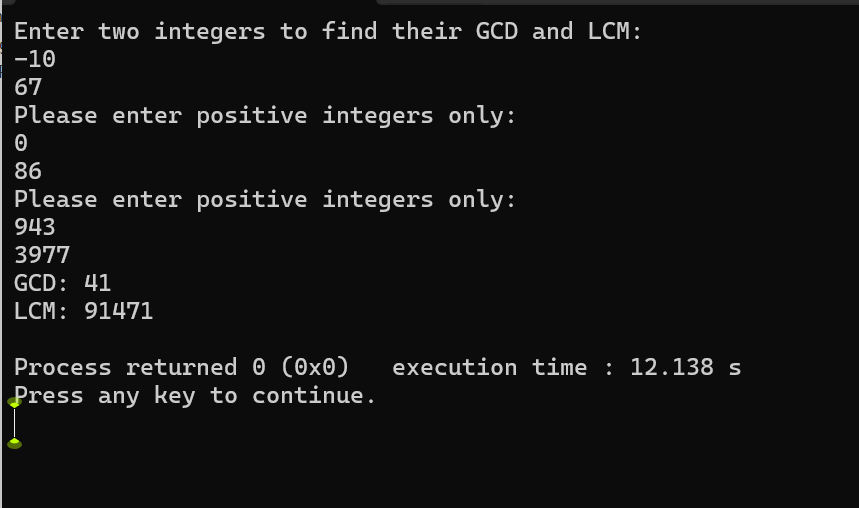 Enter two integers to find their GCD and LCM:
-10
67
Please enter positive integers only:
0
86
Please enter positive integers only:
943
3977
GCD: 41
LCM: 91471
Process returned 0 (0x0)   execution time : 12.138 s
Press any key to continue.